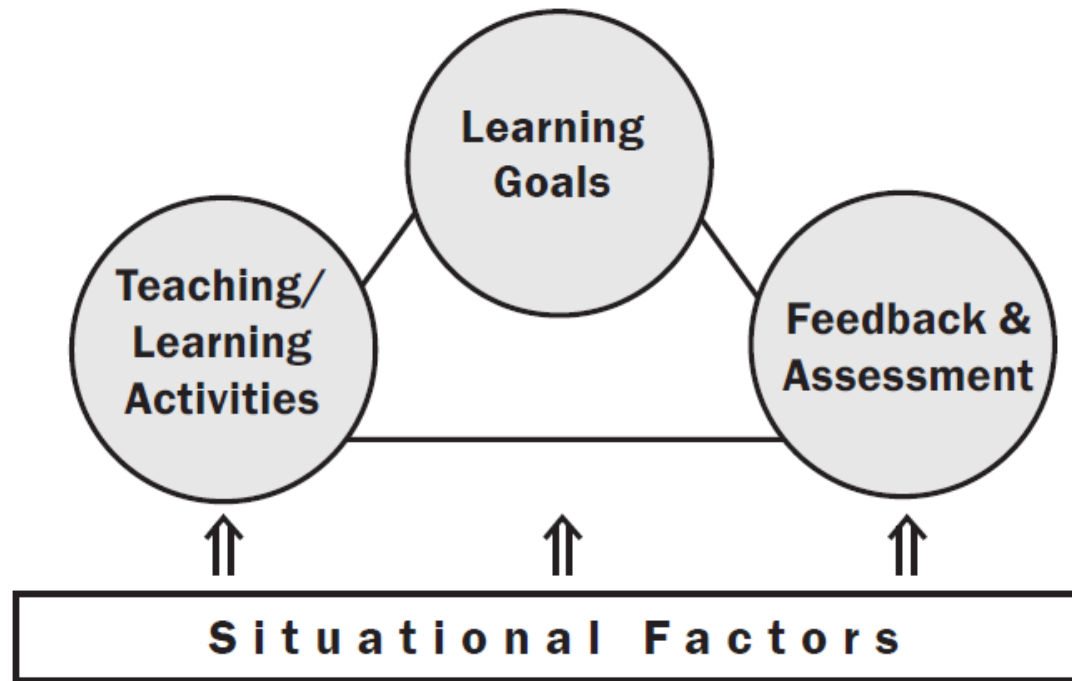 Learning
Goals
Teaching/
Learning
Activities
Feedback &
Assessment
Situational Factors